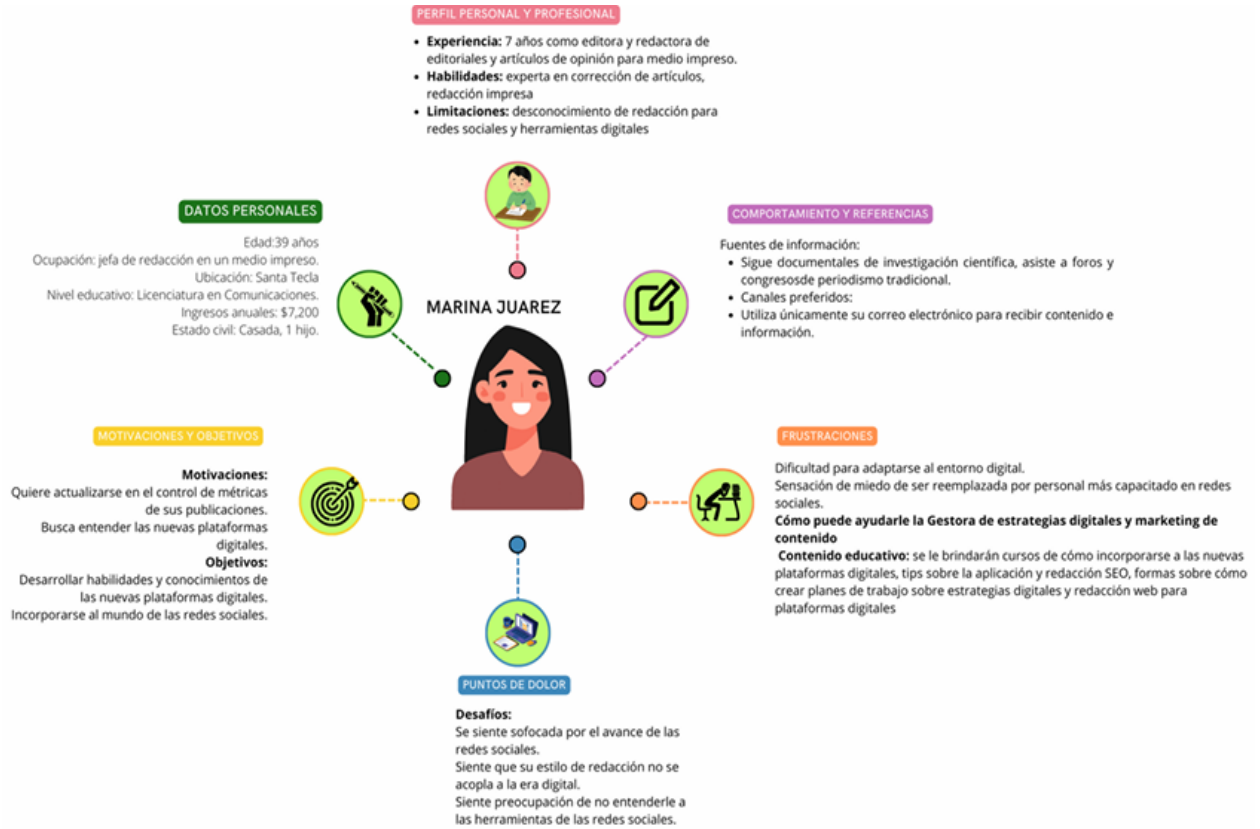 PERFIL PERSONAL Y PROFESIONAL
• Experiencia: 7 años como editora y redactora de
editoriales y artículos de opinión para medio impreso.
• Habilidades: experta en corrección de artículos,
redacción impresa
• Limitaciones: desconocimiento de redacción para
redes sociales y herramientas digitales
DATOS PERSONALES
Edad:39 años
Ocupación: jefa de redacción en un medio impreso.
Ubicación: Santa Tecla
Nivel educativo: Licenciatura en Comunicaciones.
Ingresos anuales: $7,200
Estado civil: Casada, 1 hijo.
MARINA JUAREZ
COMPORTAMIENTO Y REFERENCIAS
Fuentes de información:
• Sigue documentales de investigación científica, asiste a foros y
congresosde periodismo tradicional.
• Canales preferidos:
• Utiliza únicamente su correo electrónico para recibir contenido e
información.
MOTIVACIONES Y OBJETIVOS
Motivaciones:
Quiere actualizarse en el control de métricas
de sus publicaciones.
Busca entender las nuevas plataformas
digitales.
Objetivos:
Desarrollar habilidades y conocimientos de
las nuevas plataformas digitales.
Incorporarse al mundo de las redes sociales.
FRUSTRACIONES
Dificultad para adaptarse al entorno digital.
Sensación de miedo de ser reemplazada por personal más capacitado en redes
sociales.
Cómo puede ayudarle la Gestora de estrategias digitales y marketing de
contenido
Contenido educativo: se le brindarán cursos de cómo incorporarse a las nuevas
plataformas digitales, tips sobre la aplicación y redacción SEO, formas sobre cómo
crear planes de trabajo sobre estrategias digitales y redacción web para
plataformas digitales
PUNTOS DE DOLOR
Desafíos:
Se siente sofocada por el avance de las
redes sociales.
Siente que su estilo de redacción no se
acopla a la era digital.
Siente preocupación de no entenderle a
las herramientas de las redes sociales.